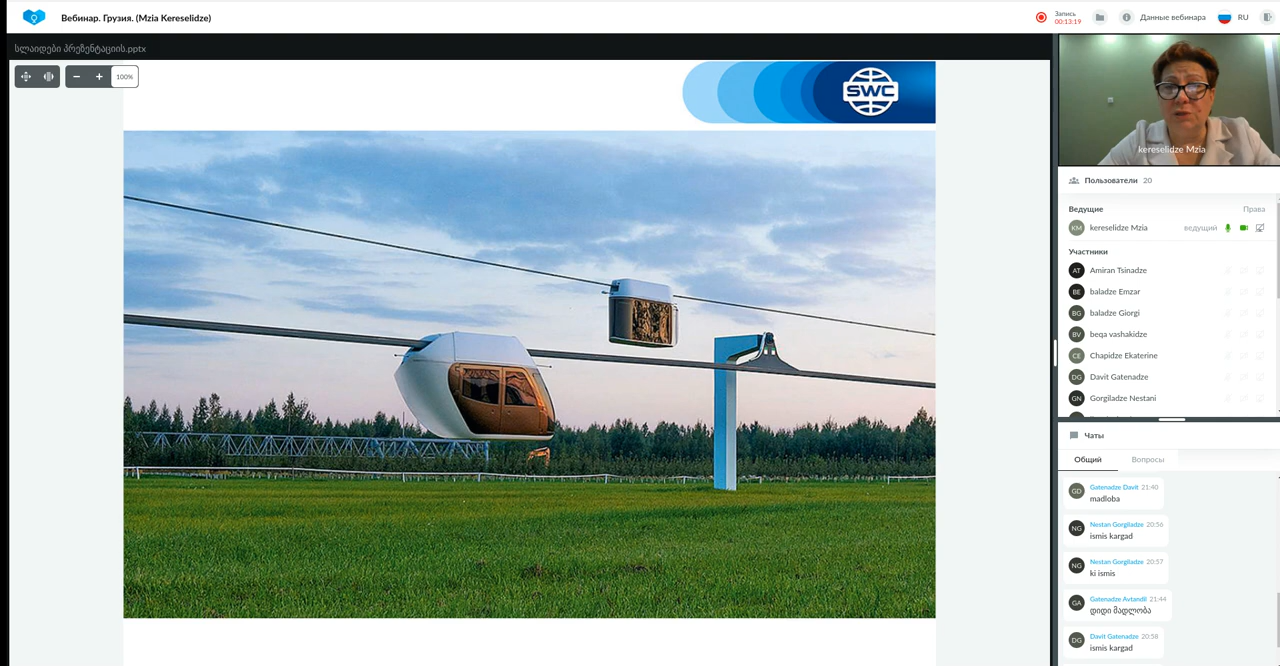 Вебинар. Грузия. (Mzia Kereselidze)
Запись
00:13:19
Данные вебинара
RU
სლაიდები პრეზენტაციის.pptx
100%
SWC
kereselidze Mzia
Пользователи 20
Ведущие Права
KM kereselidze Mzia ведущий
Участники
AT Amiran Tsinadze
BE baladze Emzar
BG baladze Giorgi
BV beqa vashakidze
CE Chapidze Ekaterine
DG Davit Gatenadze
GN Gorgiladze Nestani
Чаты
Общий Вопросы
GD Gatenadze Davit 21:40
madloba
NG Nestan Gorgiladze 20:56
ismis kargad
NG Nestan Gorgiladze 20:57
ki ismis
GA Gatenadze Avtandil 21:44
დიდი მადლობა
DG Davit Gatenadze 20:58
ismis kargad